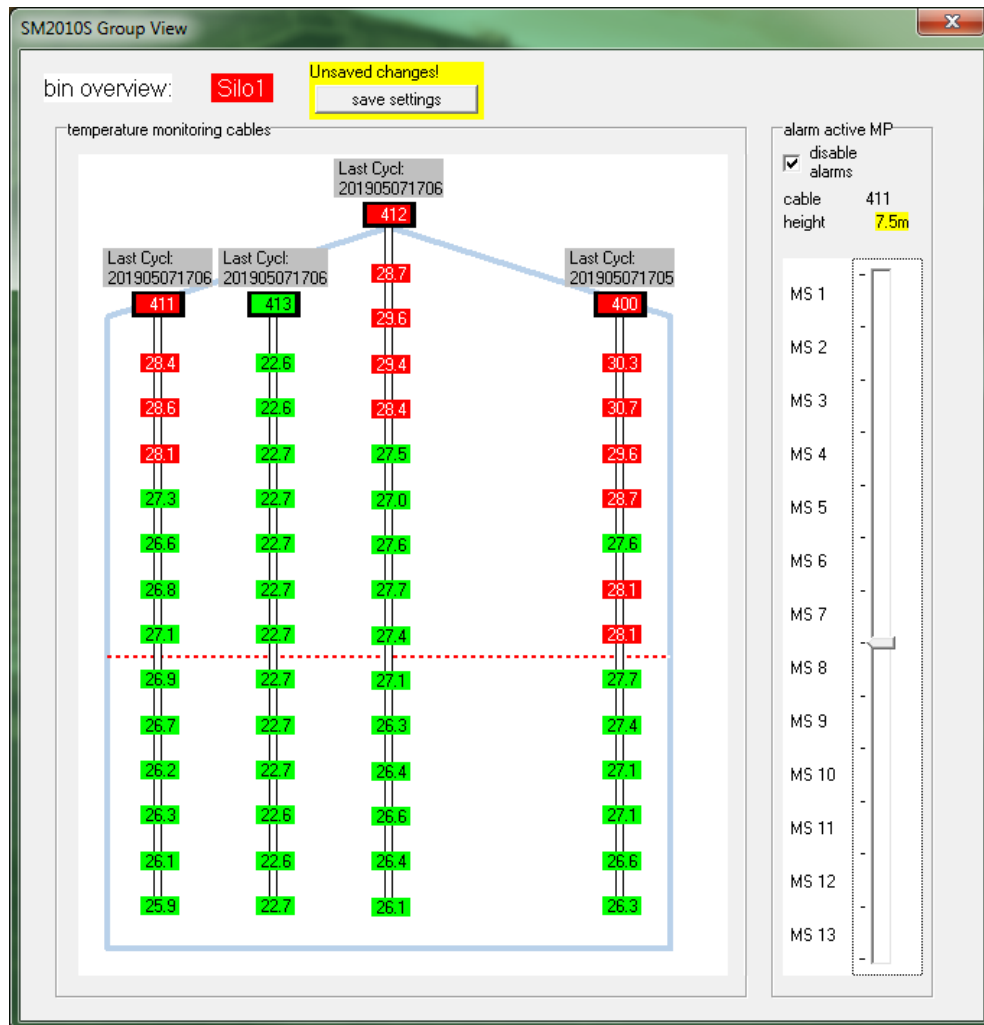 SM2010S Group View
bin overview:
Silo1
Unsaved changes!
save settings
temperature monitoring cables
Last Cycl:
201905071706
412
28.7
29.6
29.4
28.4
27.5
27.0
27.6
27.7
27.4
27.1
26.3
26.4
26.6
26.4
26.1
Last Cycl:
201905071706
411
28.4
28.6
28.1
27.3
26.6
26.8
27.1
26.9
26.7
26.2
26.3
26.1
25.9
Last Cycl:
201905071706
413
22.6
22.6
22.7
22.7
22.7
22.7
22.7
22.7
22.7
22.7
22.6
22.6
22.7
Last Cycl:
201905071705
400
30.3
30.7
29.6
28.7
27.6
28.1
28.1
27.7
27.4
27.1
27.1
26.6
26.3
alarm active MP
disable
alarms
cable 411
height 7.5m
MS 1
MS 2
MS 3
MS 4
MS 5
MS 6
MS 7
MS 8
MS 9
MS 10
MS 11
MS 12
MS 13